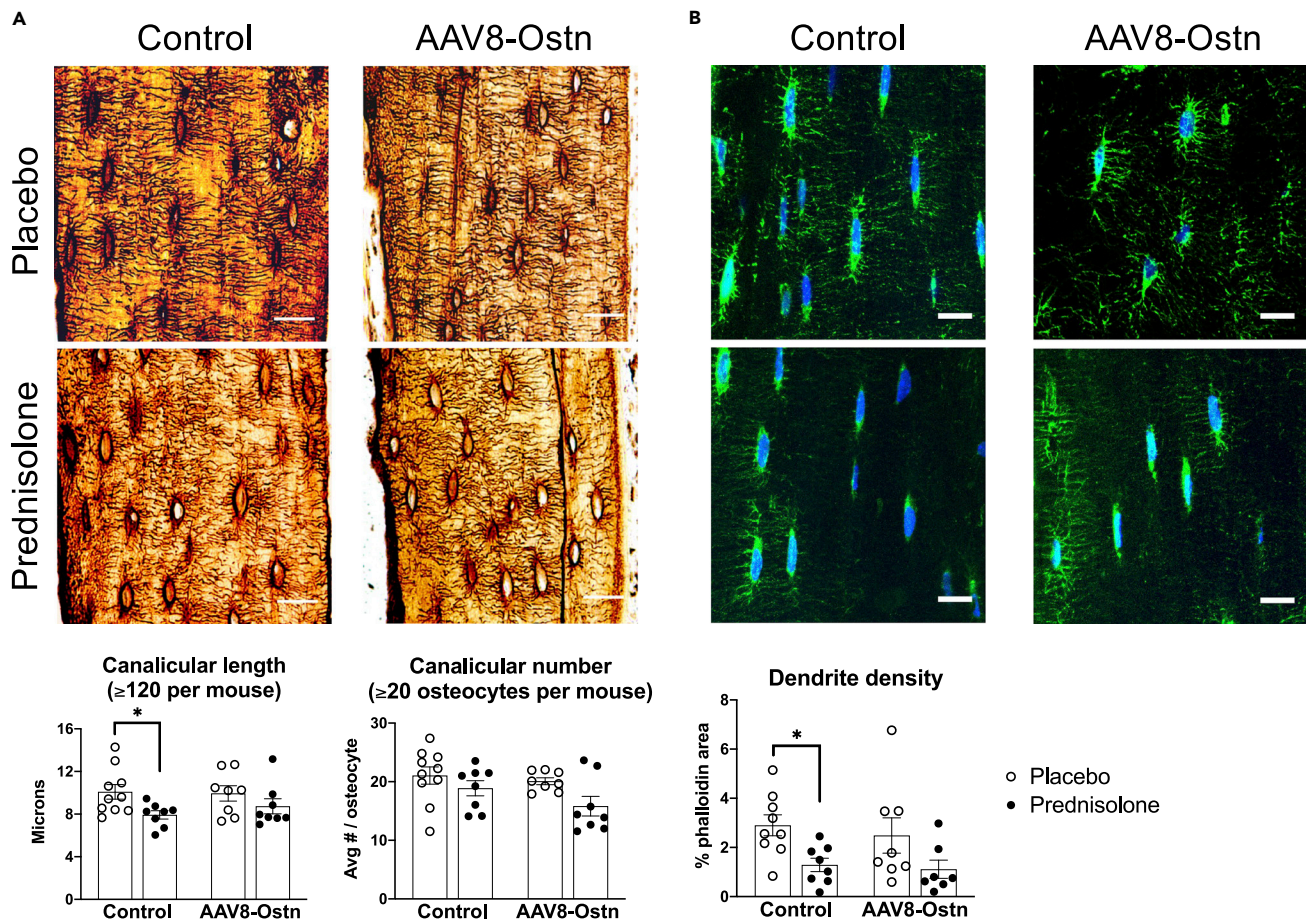 A
Control
AAV8-Ostn
B
Control
AAV8-Ostn
Placebo
Prednisolone
Canalicular length
(≥120 per mouse)
*
16
12
8
4
0
Microns
Control
AAV8-Ostn
Canalicular number
(≥20 osteocytes per mouse)
30
20
10
0
Avg # / osteocyte
Control
AAV8-Ostn
Dendrite density
*
8
6
4
2
0
% phalloidin area
Control
AAV8-Ostn
Placebo
Prednisolone